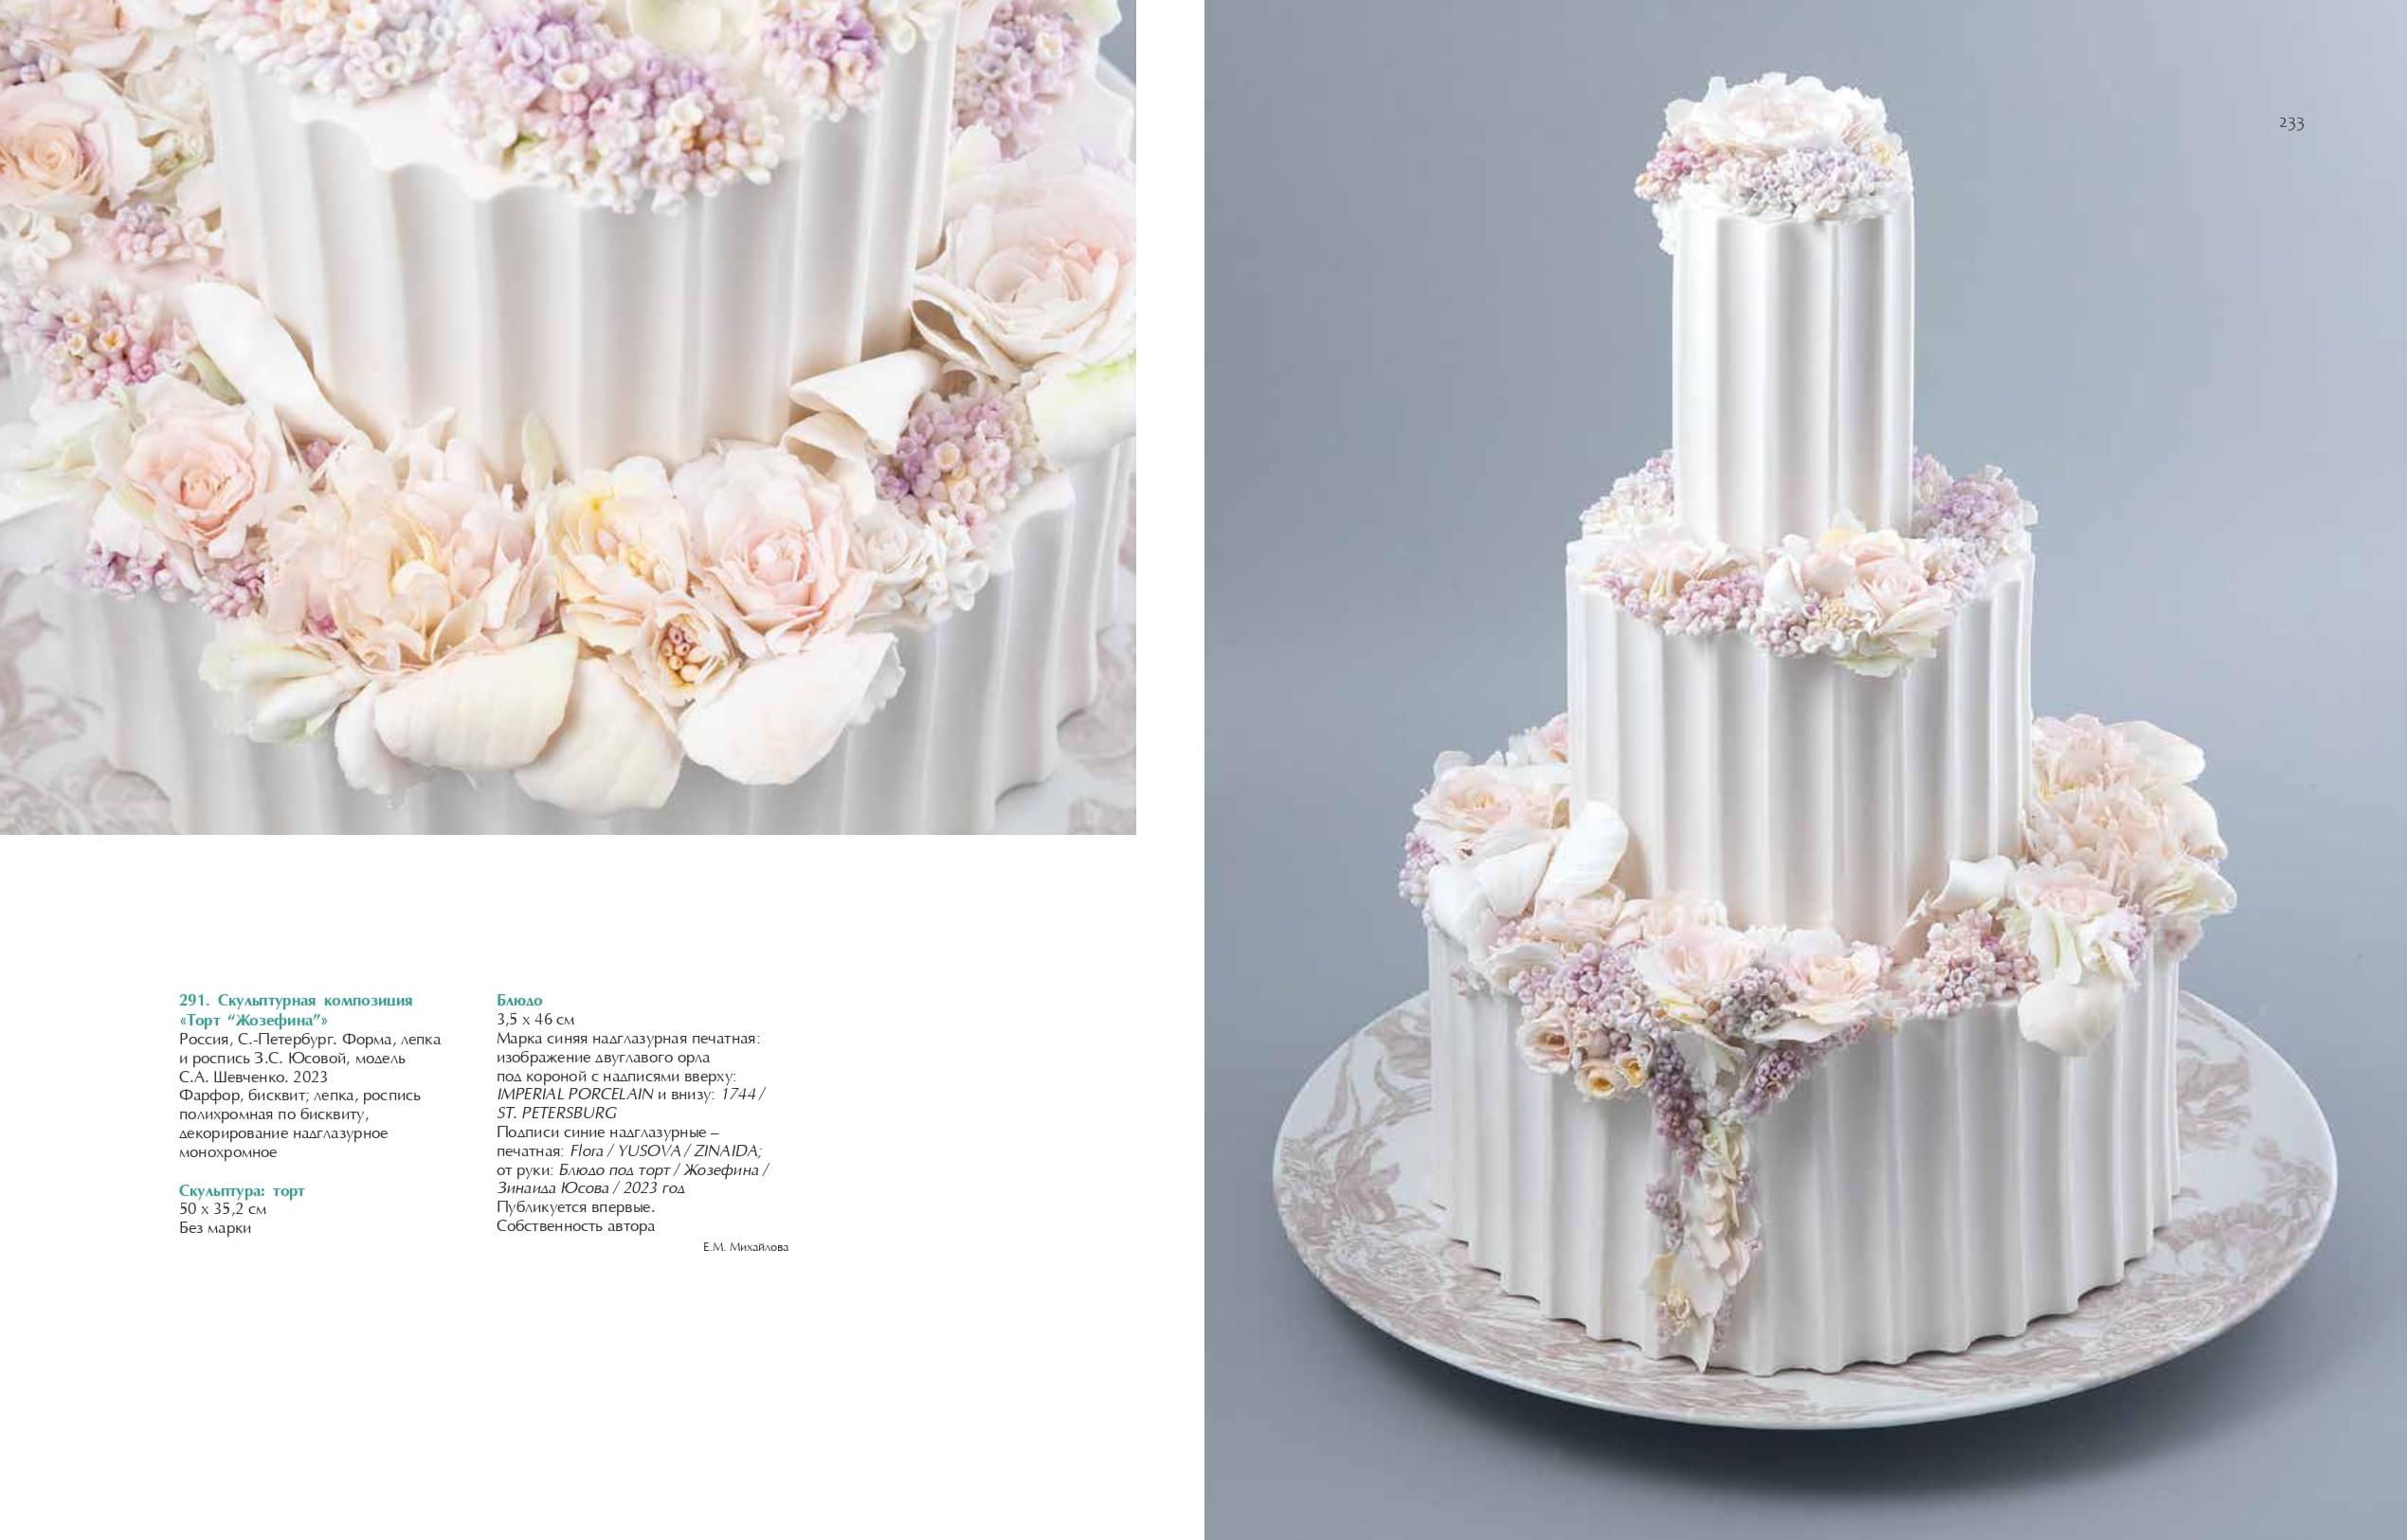 233
291. Скульптурная композиция
«Торт “Жозефина”»
Россия, С.-Петербург. Форма, лепка
и роспись З.С. Юсовой, модель
С.А. Шевченко. 2023
Фарфор, бисквит; лепка, роспись
полихромная по бисквиту,
декорирование надглазурное
монохромное
Скульптура: торт
50 x 35,2 см
Без марки
Блюдо
3,5 x 46 см
Марка синяя надглазурная печатная:
изображение двуглавого орла
под короной с надписями вверху:
IMPERIAL PORCELAIN и внизу: 1744 /
ST. PETERSBURG
Подписи синие надглазурные –
печатная: Flora / YUSOVA / ZINAIDA;
от руки: Блюдо под торт / Жозефина /
Зинаида Юсова / 2023 год
Публикуется впервые.
Собственность автора
Е.М. Михайлова